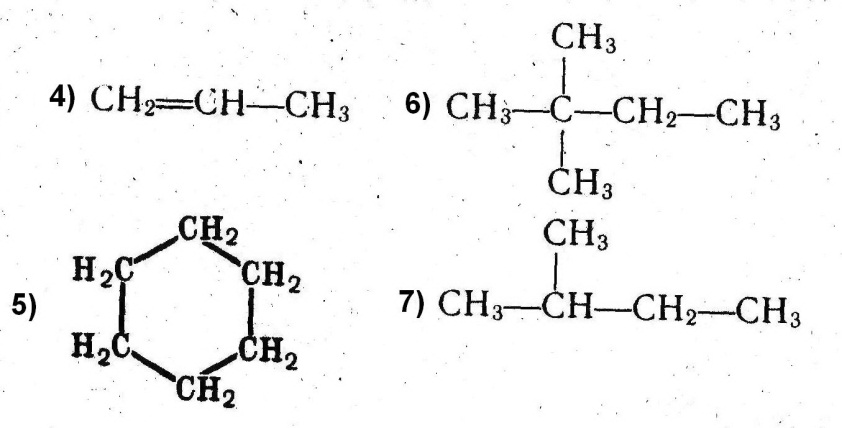 4) CH₂=CH—CH₃
6) CH₃
CH₃—C—CH₂—CH₃
CH₃
5) CH₂
H₂C CH₂
H₂C CH₂
CH₂
7) CH₃
CH₃—CH—CH₂—CH₃